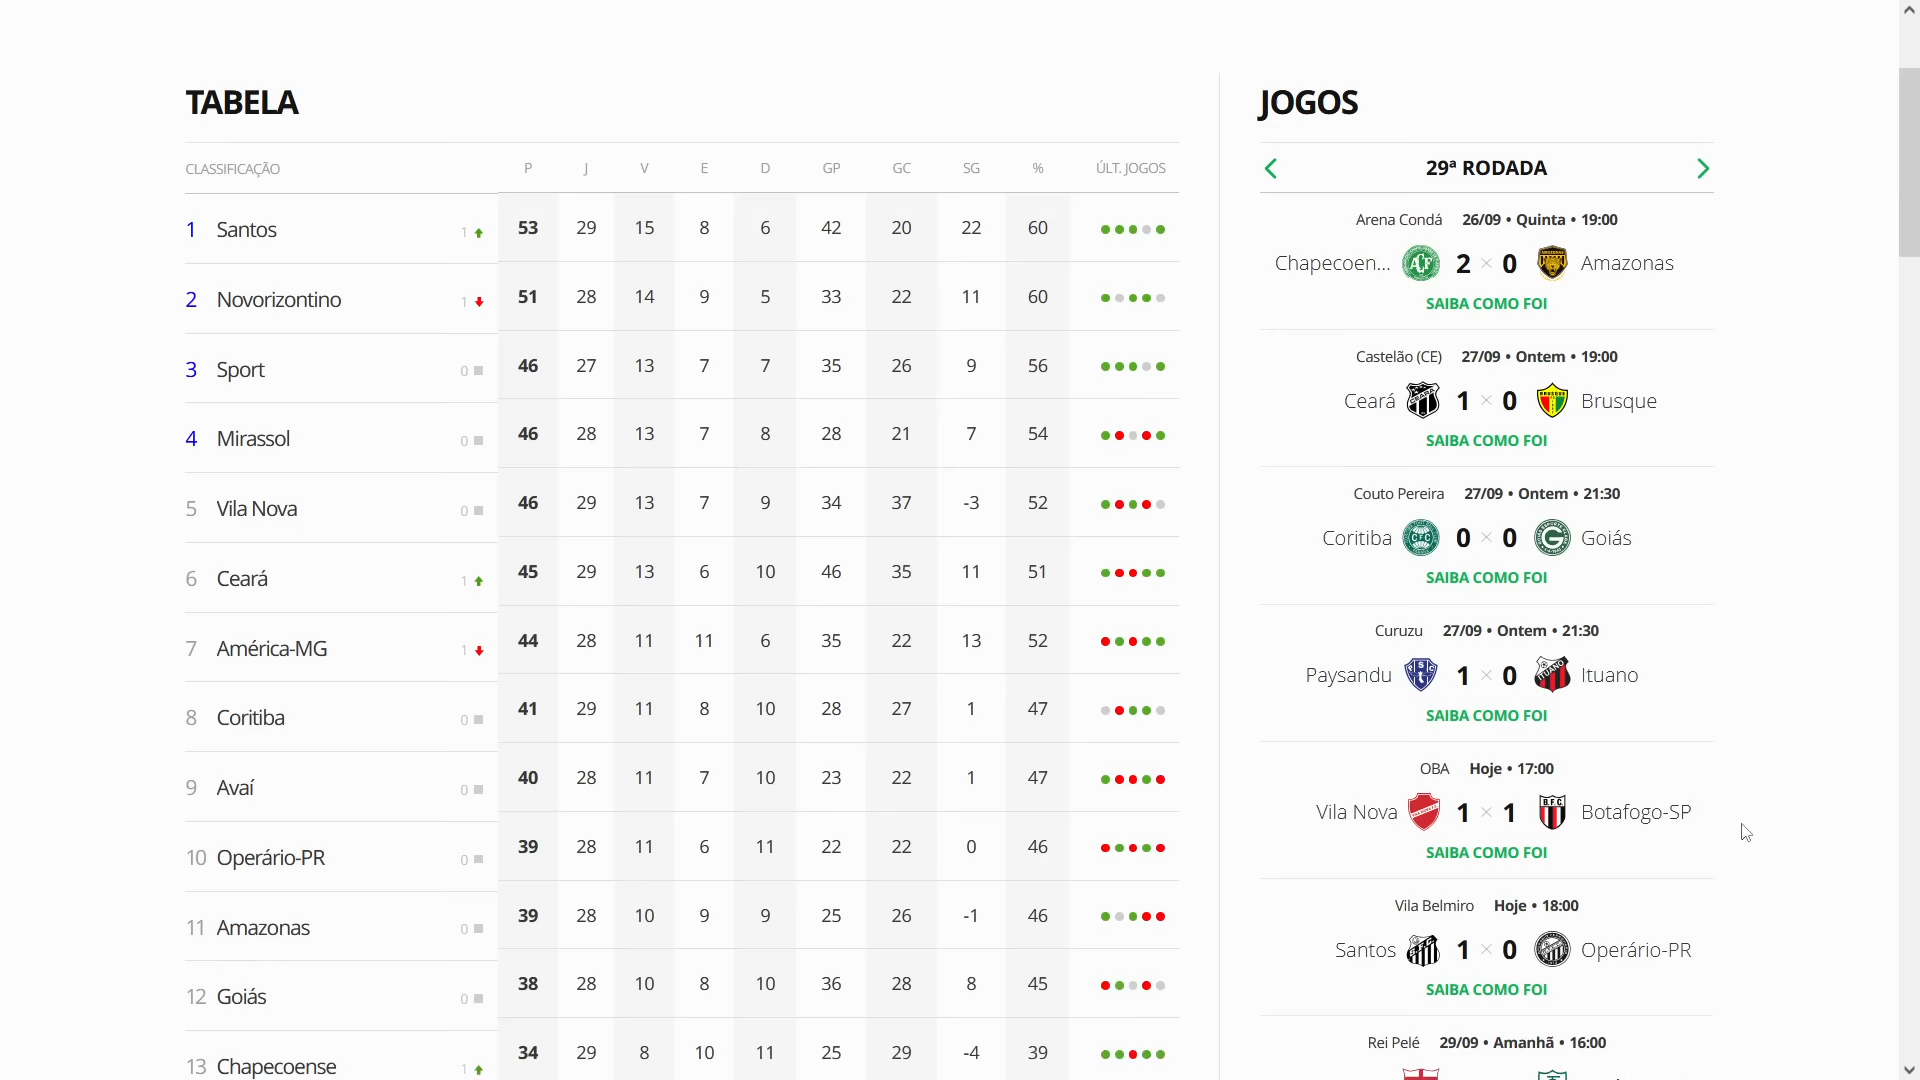 TABELA
CLASSIFICAÇÃO P J V E D GP GC SG % ÚLT. JOGOS
1 Santos 1 53 29 15 8 6 42 20 22 60
2 Novorizontino 1 51 28 14 9 5 33 22 11 60
3 Sport 0 46 27 13 7 7 35 26 9 56
4 Mirassol 0 46 28 13 7 8 28 21 7 54
5 Vila Nova 0 46 29 13 7 9 34 37 -3 52
6 Ceará 1 45 29 13 6 10 46 35 11 51
7 América-MG 1 44 28 11 11 6 35 22 13 52
8 Coritiba 0 41 29 11 8 10 28 27 1 47
9 Avaí 0 40 28 11 7 10 23 22 1 47
10 Operário-PR 0 39 28 11 6 11 22 22 0 46
11 Amazonas 0 39 28 10 9 9 25 26 -1 46
12 Goiás 0 38 28 10 8 10 36 28 8 45
13 Chapecoense 1 34 29 8 10 11 25 29 -4 39
JOGOS
29ª RODADA
Arena Condá 26/09 • Quinta • 19:00
Chapecoen... 2 × 0 Amazonas
SAIBA COMO FOI
Castelão (CE) 27/09 • Ontem • 19:00
Ceará 1 × 0 Brusque
SAIBA COMO FOI
Couto Pereira 27/09 • Ontem • 21:30
Coritiba 0 × 0 Goiás
SAIBA COMO FOI
Curuzu 27/09 • Ontem • 21:30
Paysandu 1 × 0 Ituano
SAIBA COMO FOI
OBA Hoje • 17:00
Vila Nova 1 × 1 Botafogo-SP
SAIBA COMO FOI
Vila Belmiro Hoje • 18:00
Santos 1 × 0 Operário-PR
SAIBA COMO FOI
Rei Pelé 29/09 • Amanhã • 16:00